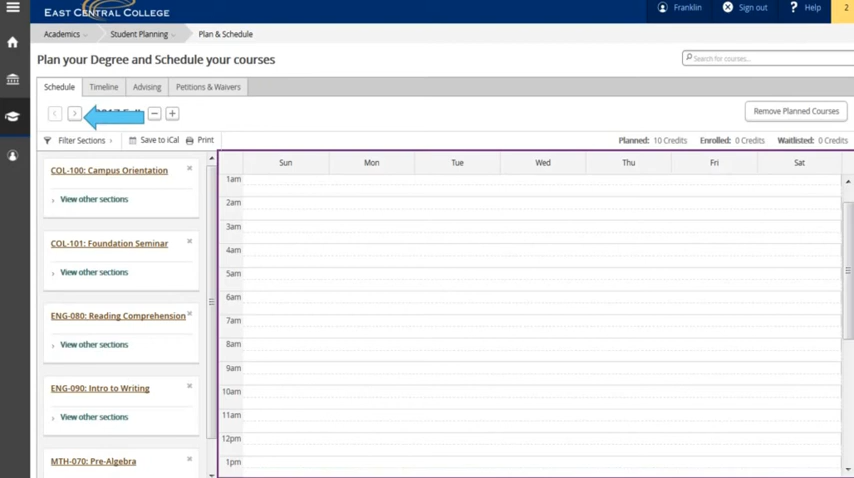 EAST CENTRAL COLLEGE
Franklin Sign out ? Help 2
Academics Student Planning Plan & Schedule
Plan your Degree and Schedule your courses
Search for courses...
Schedule Timeline Advising Petitions & Waivers
Remove Planned Courses
Filter Sections Save to iCal Print
Planned: 10 Credits Enrolled: 0 Credits Waitlisted: 0 Credits
Sun Mon Tue Wed Thu Fri Sat
COL-100: Campus Orientation
View other sections
COL-101: Foundation Seminar
View other sections
ENG-080: Reading Comprehension
View other sections
ENG-090: Intro to Writing
View other sections
MTH-070: Pre-Algebra
1am
2am
3am
4am
5am
6am
7am
8am
9am
10am
11am
12pm
1pm